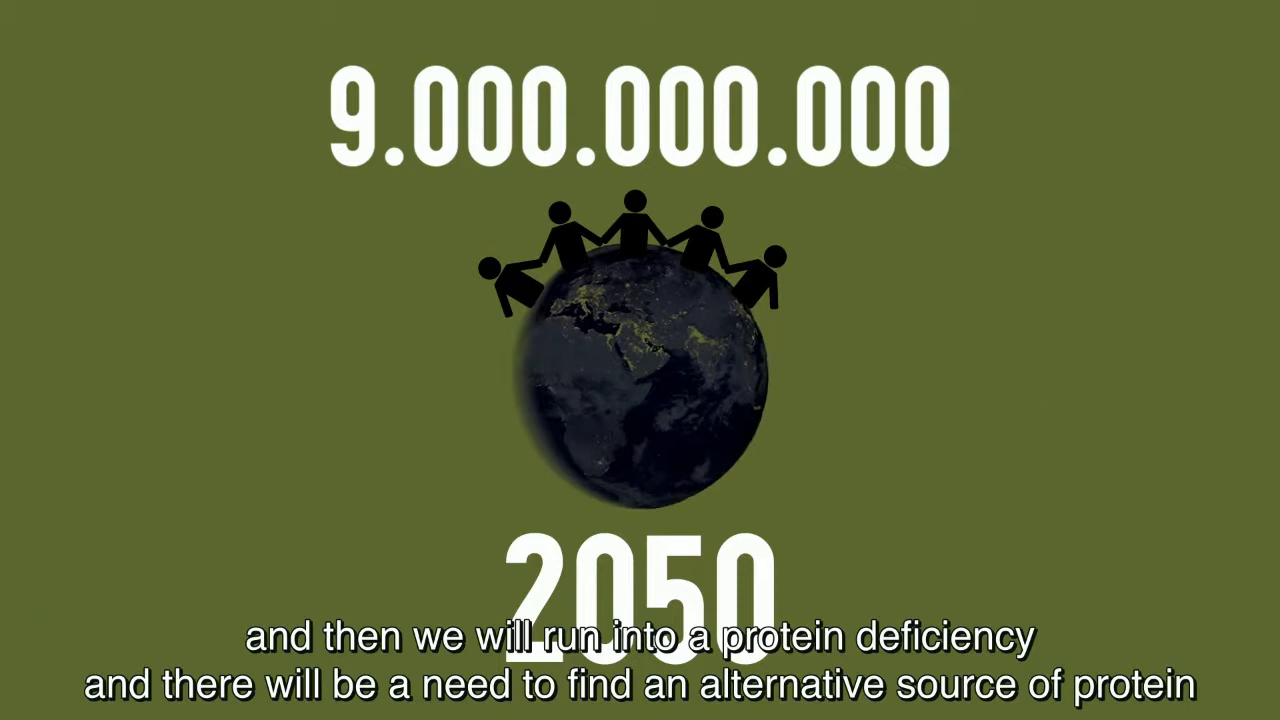 9.000.000.000
2050
and then we will run into a protein deficiency
and there will be a need to find an alternative source of protein